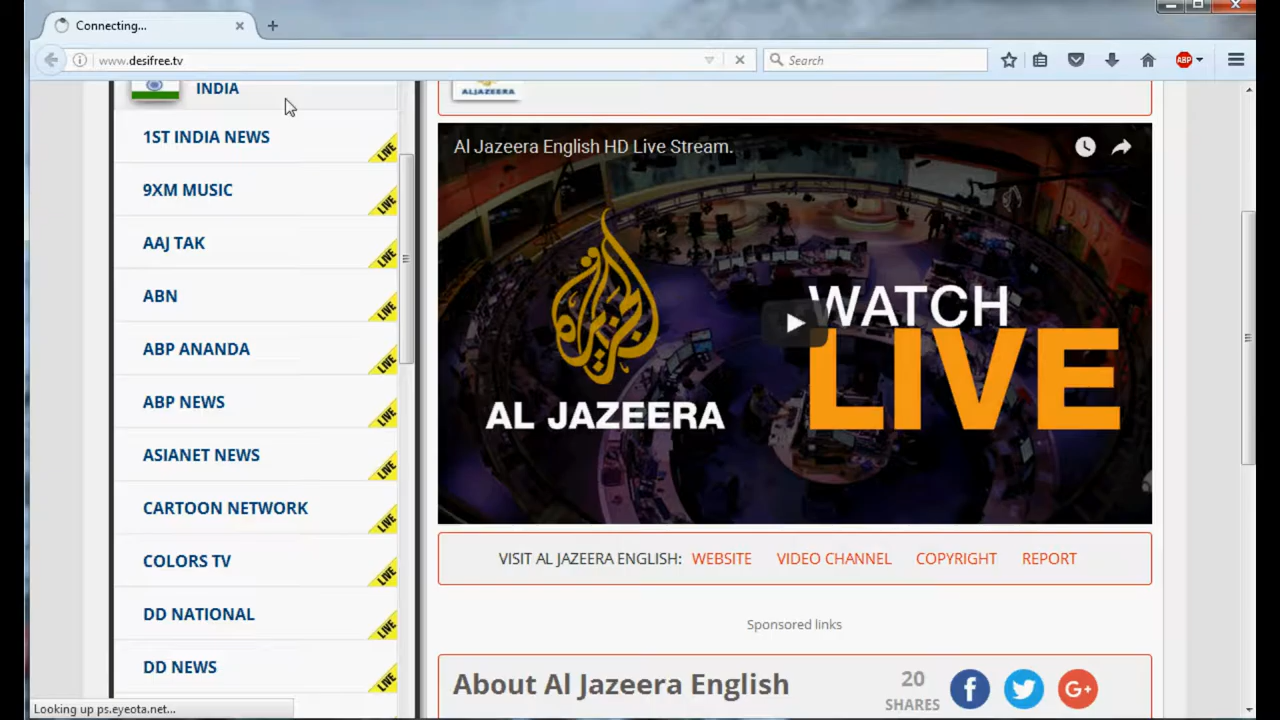 Connecting...
www.desifree.tv
Search
ABP
INDIA
1ST INDIA NEWS
LIVE
9XM MUSIC
LIVE
AAJ TAK
LIVE
ABN
LIVE
ABP ANANDA
LIVE
ABP NEWS
LIVE
ASIANET NEWS
LIVE
CARTOON NETWORK
LIVE
COLORS TV
LIVE
DD NATIONAL
LIVE
DD NEWS
LIVE
ALJAZEERA
Al Jazeera English HD Live Stream.
WATCH
LIVE
AL JAZEERA
VISIT AL JAZEERA ENGLISH: WEBSITE VIDEO CHANNEL COPYRIGHT REPORT
Sponsored links
About Al Jazeera English
20
SHARES
Looking up ps.eyeota.net...